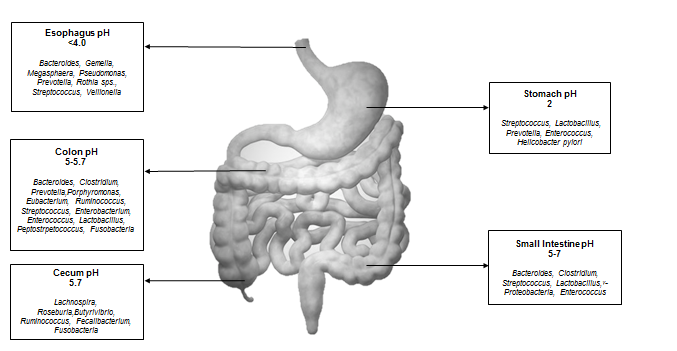 Esophagus pH
<4.0
Bacteroides, Gemella,
Megasphaera, Pseudomonas,
Prevotella, Rothia sps.,
Streptococcus, Vellionella
Stomach pH
2
Streptococcus, Lactobacillus,
Prevotella, Enterococcus,
Helicobacter pylori
Colon pH
5-5.7
Bacteroides, Clostridium,
Prevotella,Porphyromonas,
Eubacterium, Ruminococcus,
Streptococcus, Enterobacterium,
Enterococcus, Lactobacillus,
Peptostrpetococcus, Fusobacteria
Small Intestine pH
5-7
Bacteroides, Clostridium,
Streptococcus, Lactobacillus,
Proteobacteria, Enterococcus
Cecum pH
5.7
Lachnospira,
Roseburia,Butyrivibrio,
Ruminococcus, Fecalibacterium,
Fusobacteria